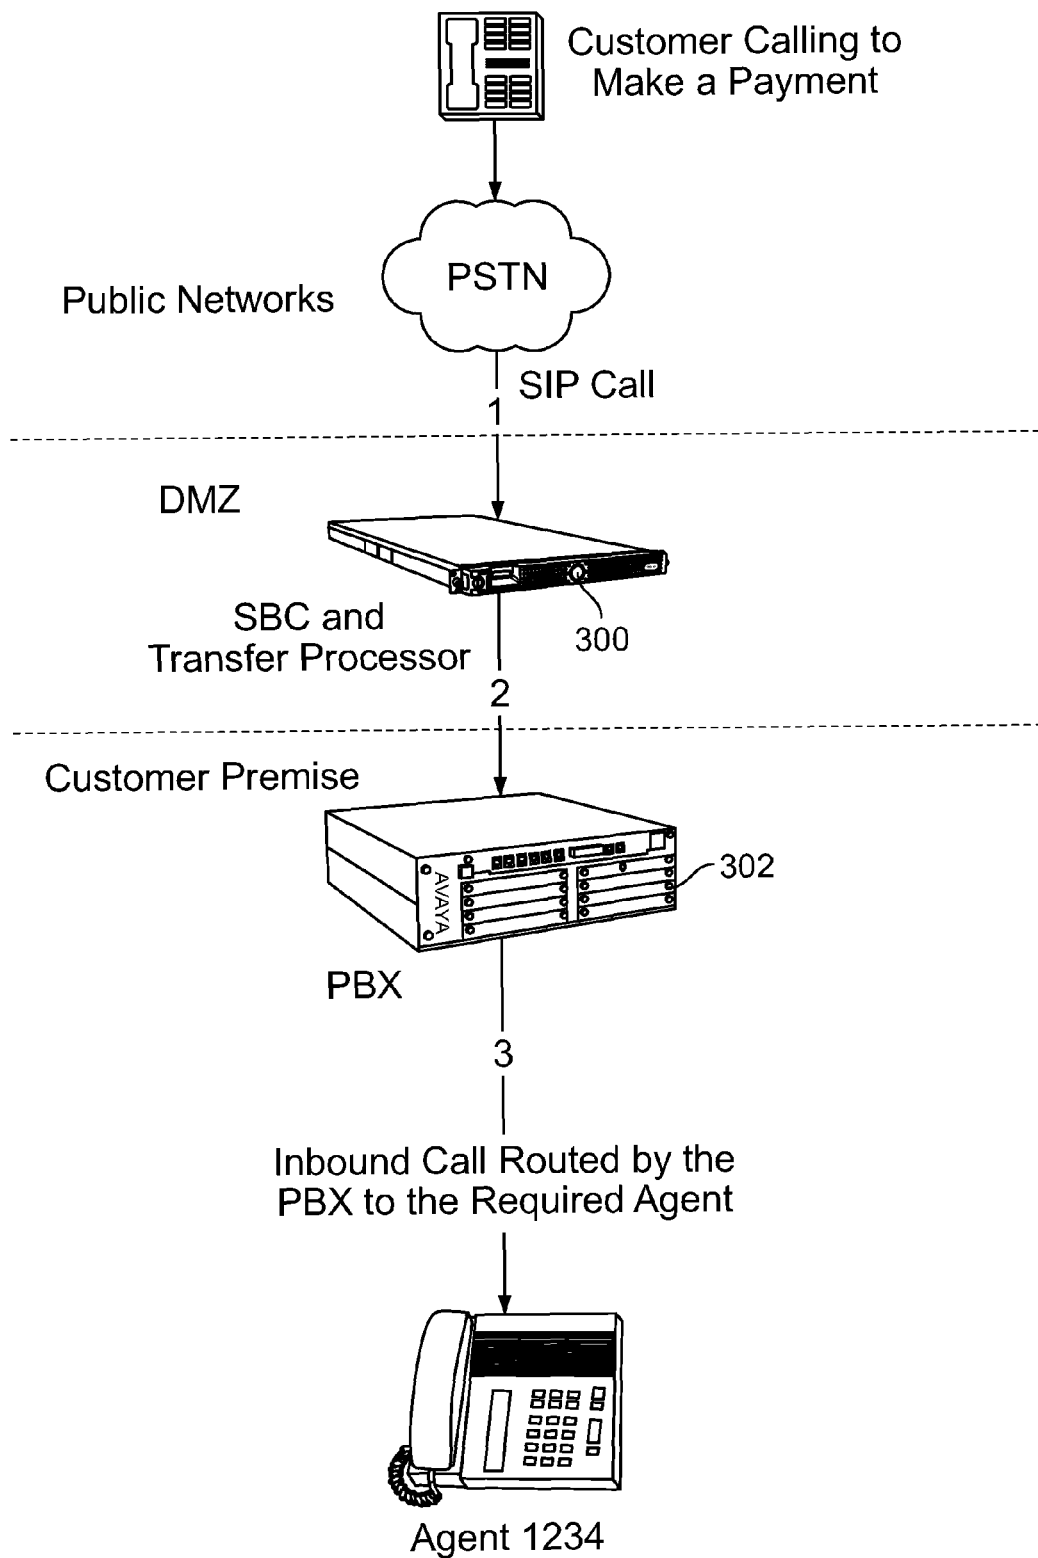 Customer Calling to
Make a Payment
PSTN
Public Networks
SIP Call
1
DMZ
SBC and
Transfer Processor
300
2
Customer Premise
AVAYA
302
PBX
3
Inbound Call Routed by the
PBX to the Required Agent
Agent 1234